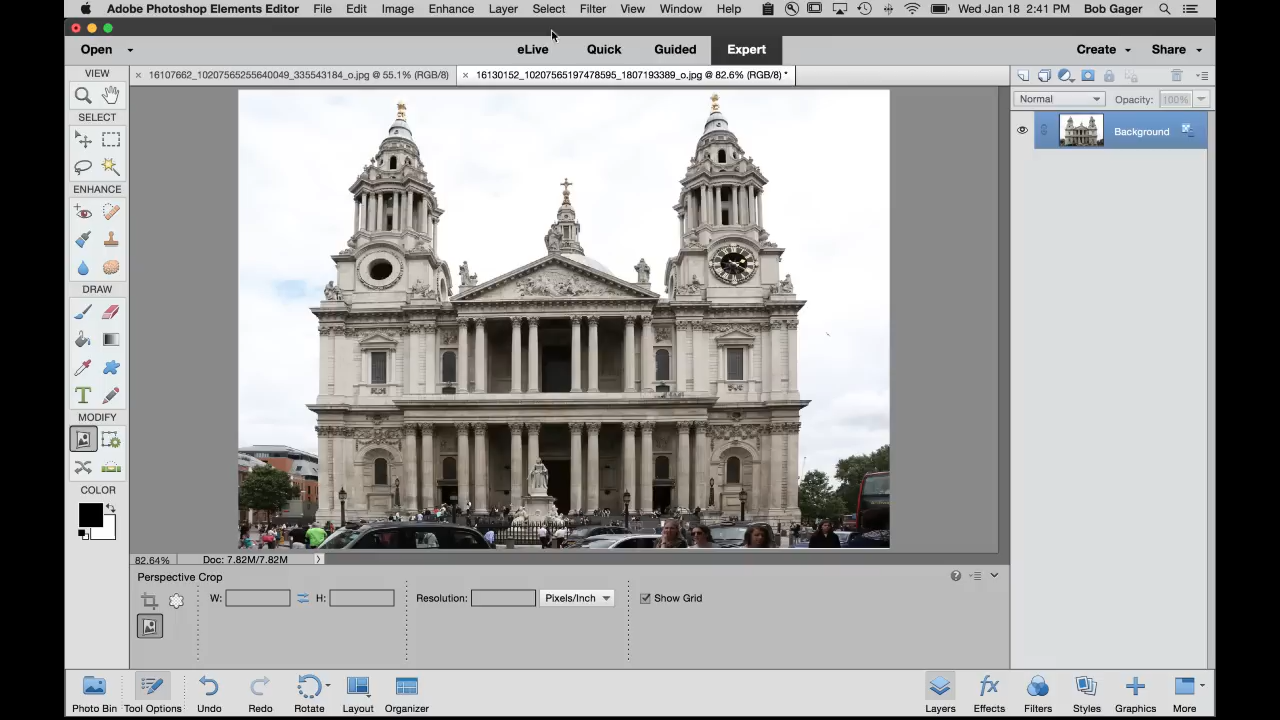 Adobe Photoshop Elements Editor File Edit Image Enhance Layer Select Filter View Window Help Wed Jan 18 2:41 PM Bob Gager
Open eLive Quick Guided Expert Create Share
VIEW
× 16107662_10207565255640049_335543184_o.jpg @ 55.1% (RGB/8) × 16130152_10207565197478595_1807193389_o.jpg @ 82.6% (RGB/8) *
Normal Opacity: 100%
SELECT
Background
ENHANCE
DRAW
T
MODIFY
COLOR
82.64% Doc: 7.82M/7.82M
Perspective Crop
W: H: Resolution: Pixels/Inch Show Grid
Photo Bin Tool Options Undo Redo Rotate Layout Organizer Layers Effects Filters Styles Graphics More